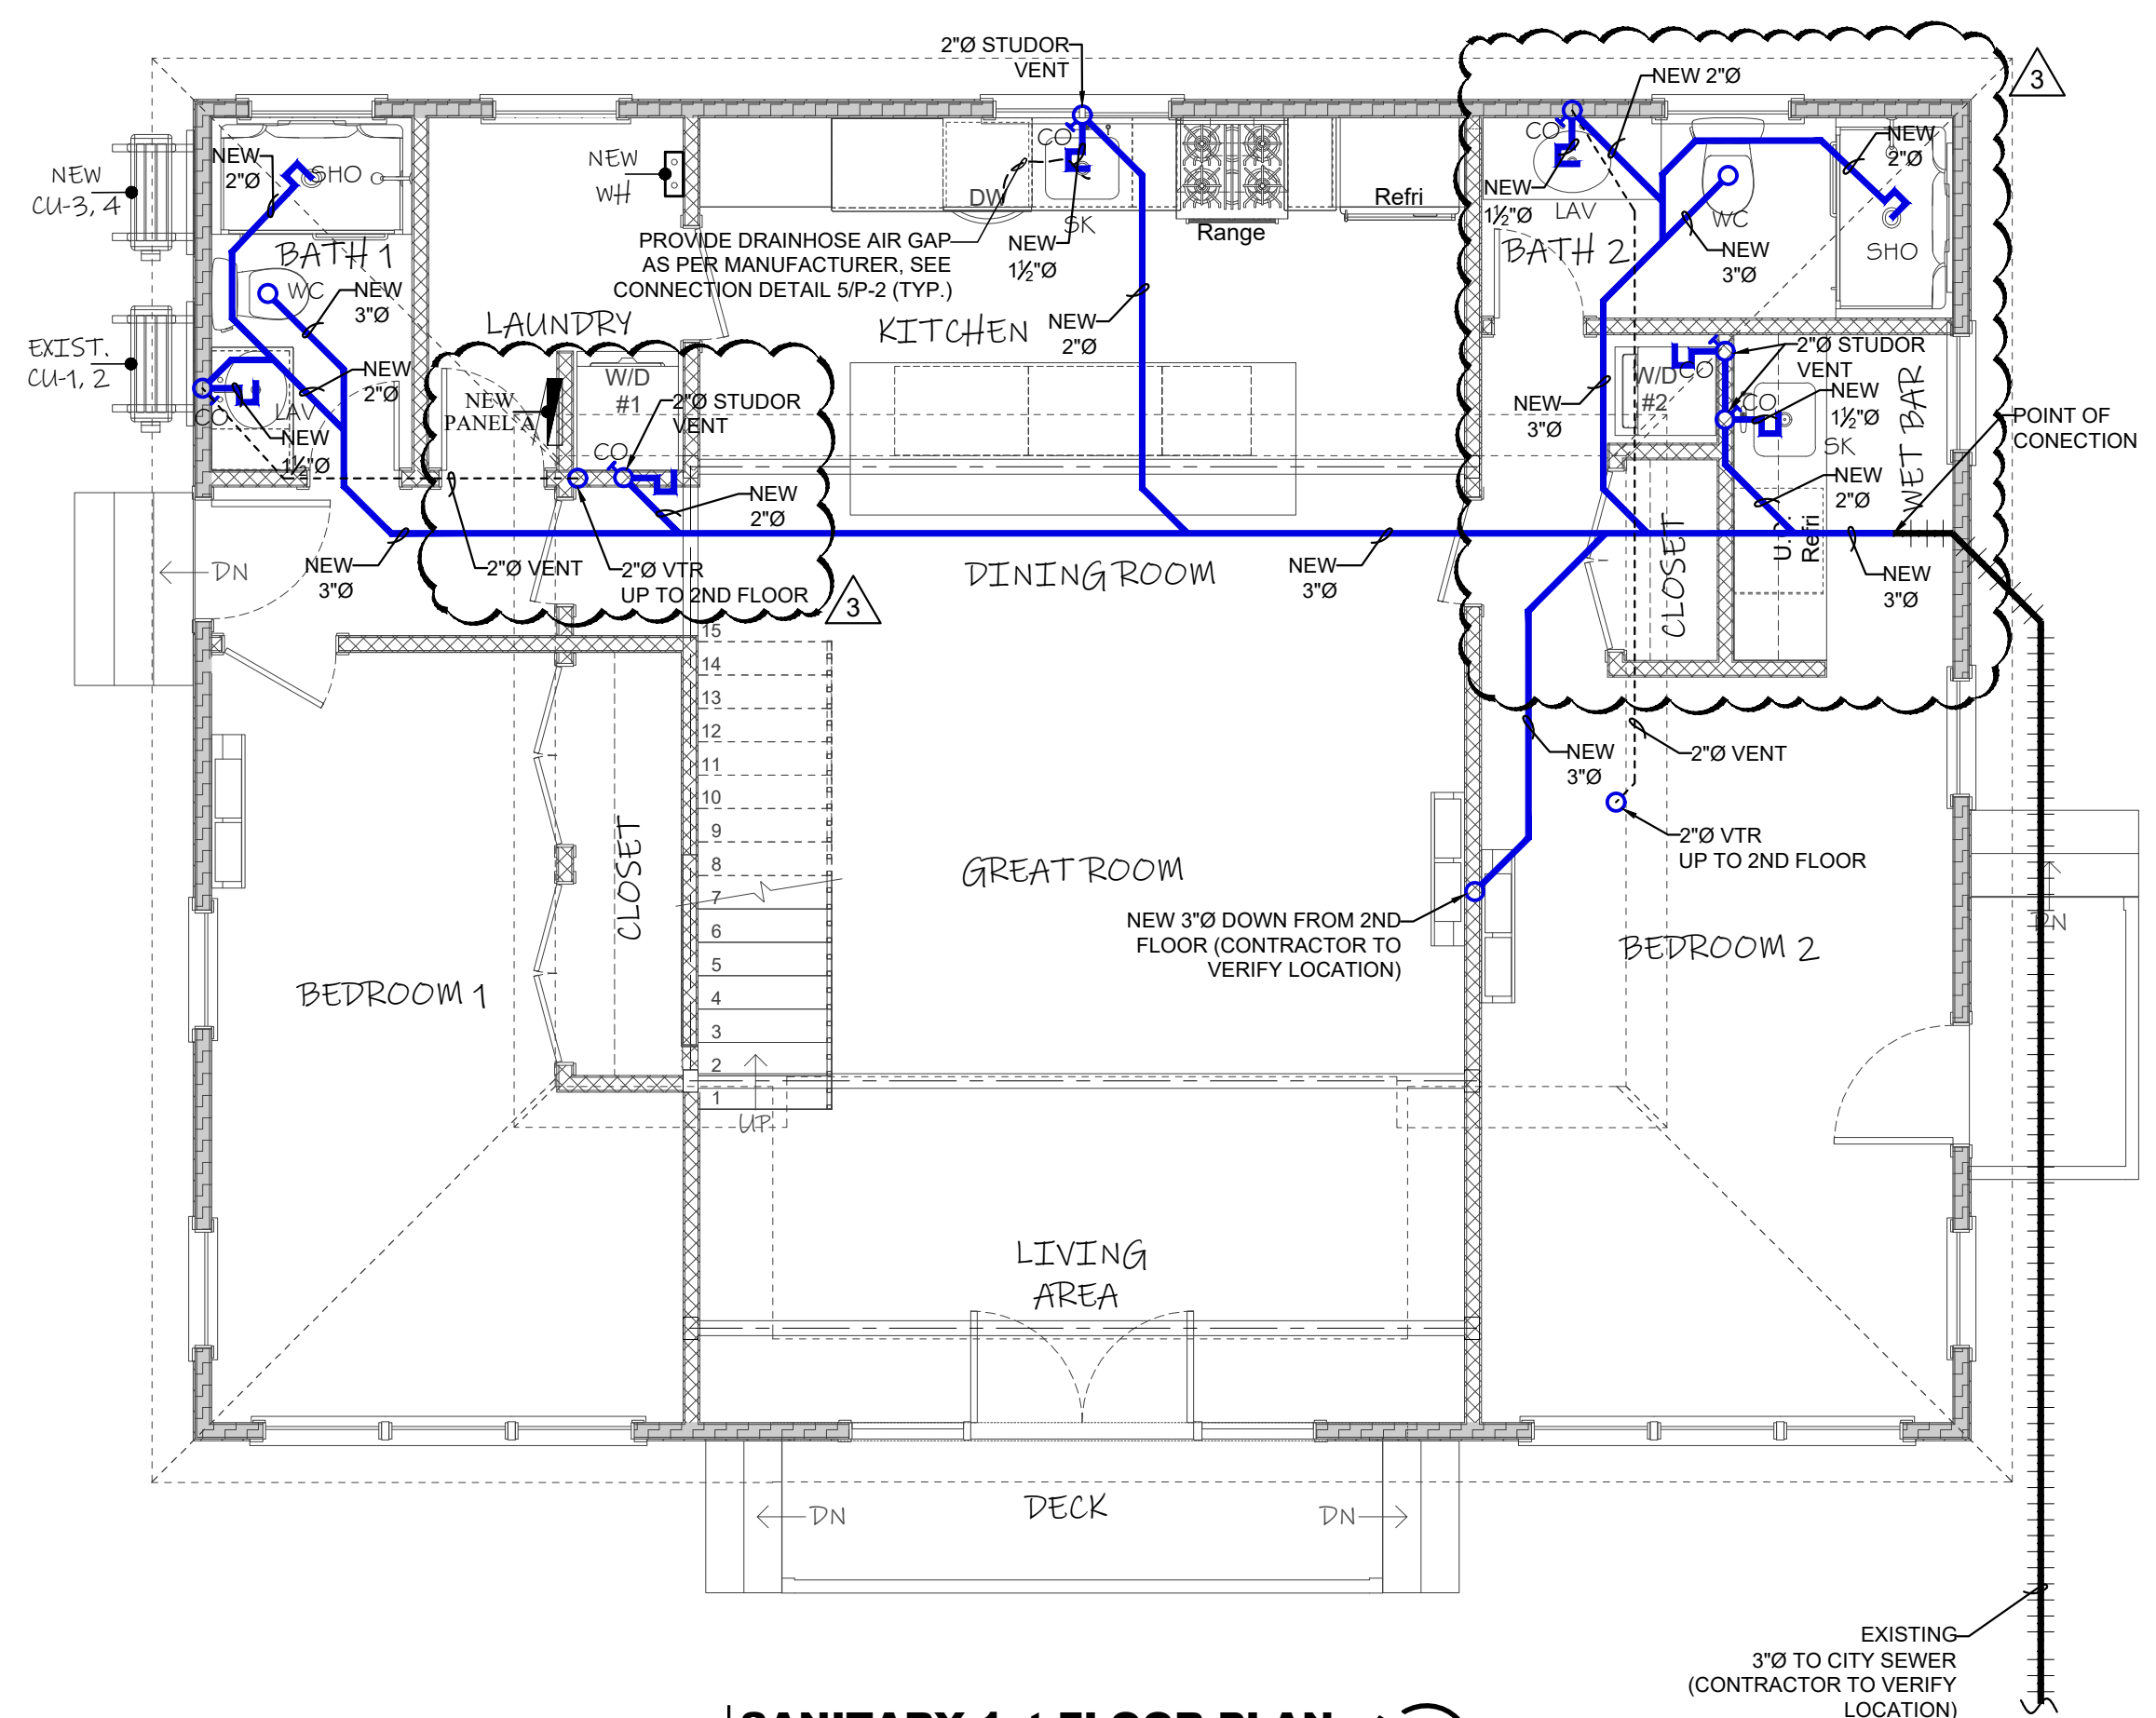 2"Ø STUDOR
VENT
NEW 2"Ø
3
NEW
CU-3, 4
NEW
2"Ø
SHO
BATH 1
WC
NEW
3"Ø
EXIST.
CU-1, 2
NEW
2"Ø
LAV
CO
NEW
1½"Ø
NEW
WH
LAUNDRY
PROVIDE DRAINHOSE AIR GAP
AS PER MANUFACTURER, SEE
CONNECTION DETAIL 5/P-2 (TYP.)
DW
CO
SK
NEW
1½"Ø
Range
Refri
KITCHEN
NEW
2"Ø
CO
NEW
1½"Ø
LAV
BATH 2
WC
NEW
3"Ø
NEW
2"Ø
SHO
W/D
#1
NEW
PANEL A
2"Ø STUDOR
VENT
CO
NEW
2"Ø
NEW
3"Ø
W/D
#2
CO
2"Ø STUDOR
VENT
NEW
1½"Ø
CO
SK
NEW
2"Ø
WET BAR
POINT OF
CONECTION
DN
NEW
3"Ø
2"Ø VENT
2"Ø VTR
UP TO 2ND FLOOR
3
DINING ROOM
NEW
3"Ø
CLOSET
Refri
NEW
3"Ø
15
14
13
12
11
10
9
8
7
6
5
4
3
2
1
UP
CLOSET
BEDROOM 1
GREAT ROOM
NEW
3"Ø
2"Ø VENT
2"Ø VTR
UP TO 2ND FLOOR
NEW 3"Ø DOWN FROM 2ND
FLOOR (CONTRACTOR TO
VERIFY LOCATION)
BEDROOM 2
DN
LIVING
AREA
DN
DECK
DN
EXISTING
3"Ø TO CITY SEWER
(CONTRACTOR TO VERIFY
LOCATION)
SANITARY 1st FLOOR PLAN